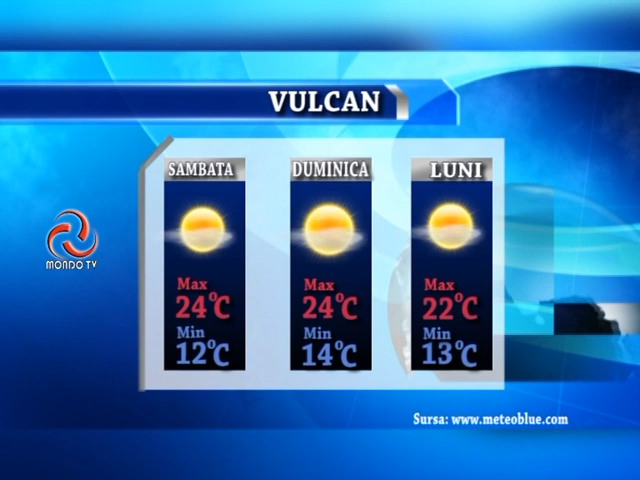 VULCAN
SAMBATA
DUMINICA
LUNI
MONDO TV
Max
24°C
Min
12°C
Max
24°C
Min
14°C
Max
22°C
Min
13°C
Sursa: www.meteoblue.com